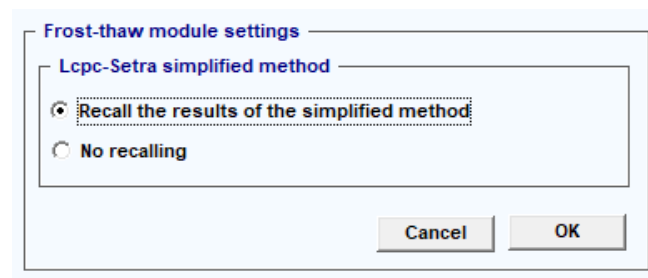 Frost-thaw module settings
Lcpc-Setra simplified method
Recall the results of the simplified method
No recalling
Cancel OK